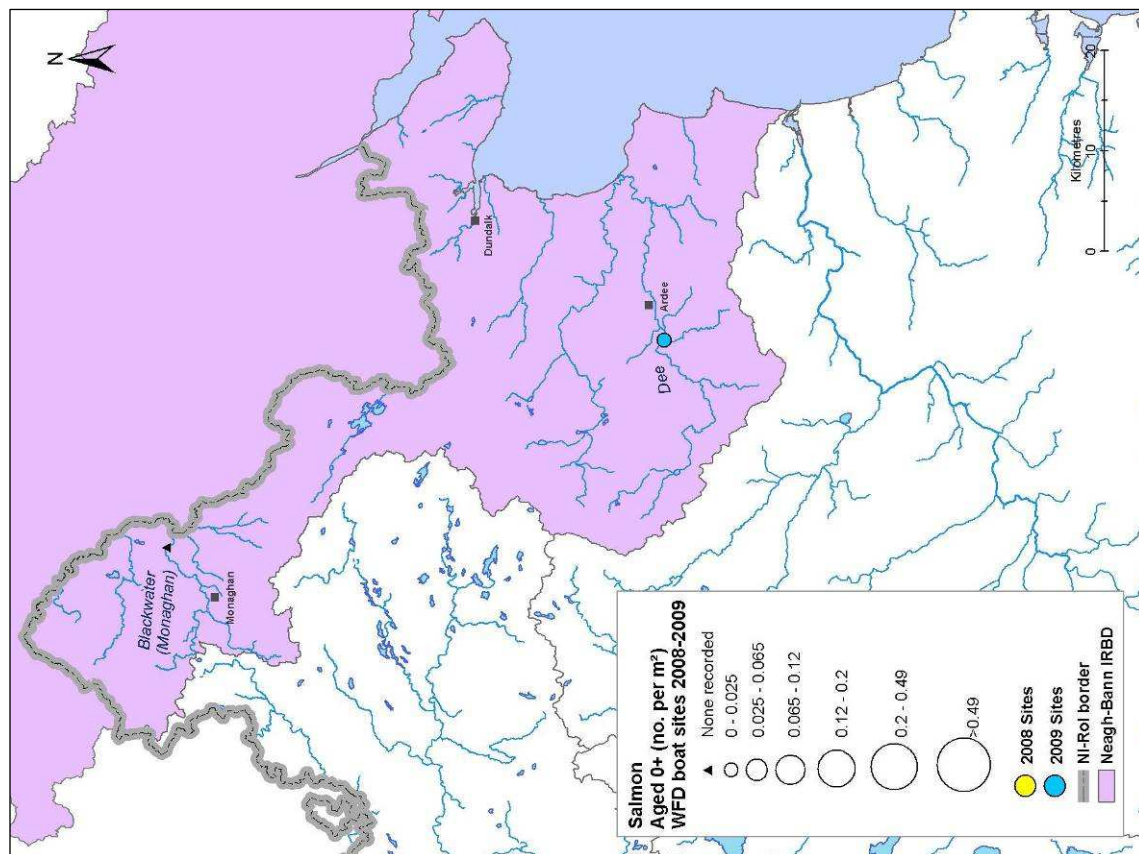 N
Blackwater
(Monaghan)
Monaghan
Dundalk
Ardee
Dee
Kilometres
0 10 20
Salmon
Aged 0+ (no. per m²)
WFD boat sites 2008-2009
None recorded
0 - 0.025
0.025 - 0.065
0.065 - 0.12
0.12 - 0.2
0.2 - 0.49
>0.49
2008 Sites
2009 Sites
NI-RoI border
Neagh-Bann IRBD